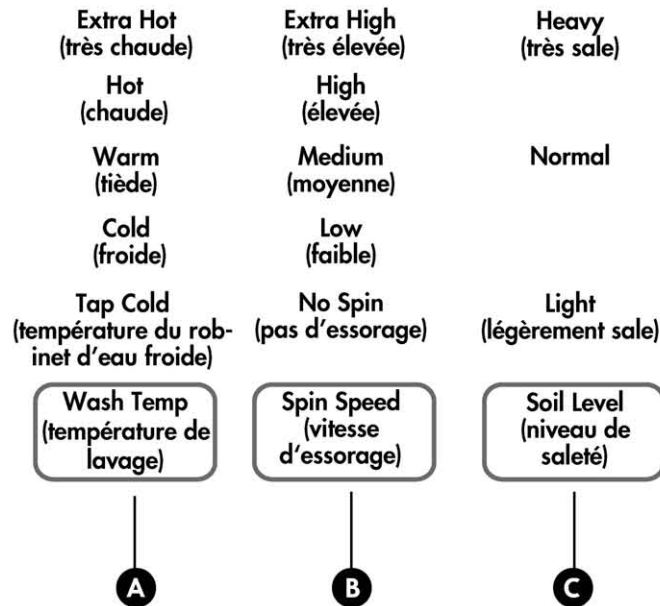 Extra Hot
(très chaude)
Hot
(chaude)
Warm
(tiède)
Cold
(froide)
Tap Cold
(température du rob-
inet d'eau froide)
Wash Temp
(température de
lavage)
A
Extra High
(très élevée)
High
(élevée)
Medium
(moyenne)
Low
(faible)
No Spin
(pas d'essorage)
Spin Speed
(vitesse
d'essorage)
B
Heavy
(très sale)
Normal
Light
(légèrement sale)
Soil Level
(niveau de
saleté)
C